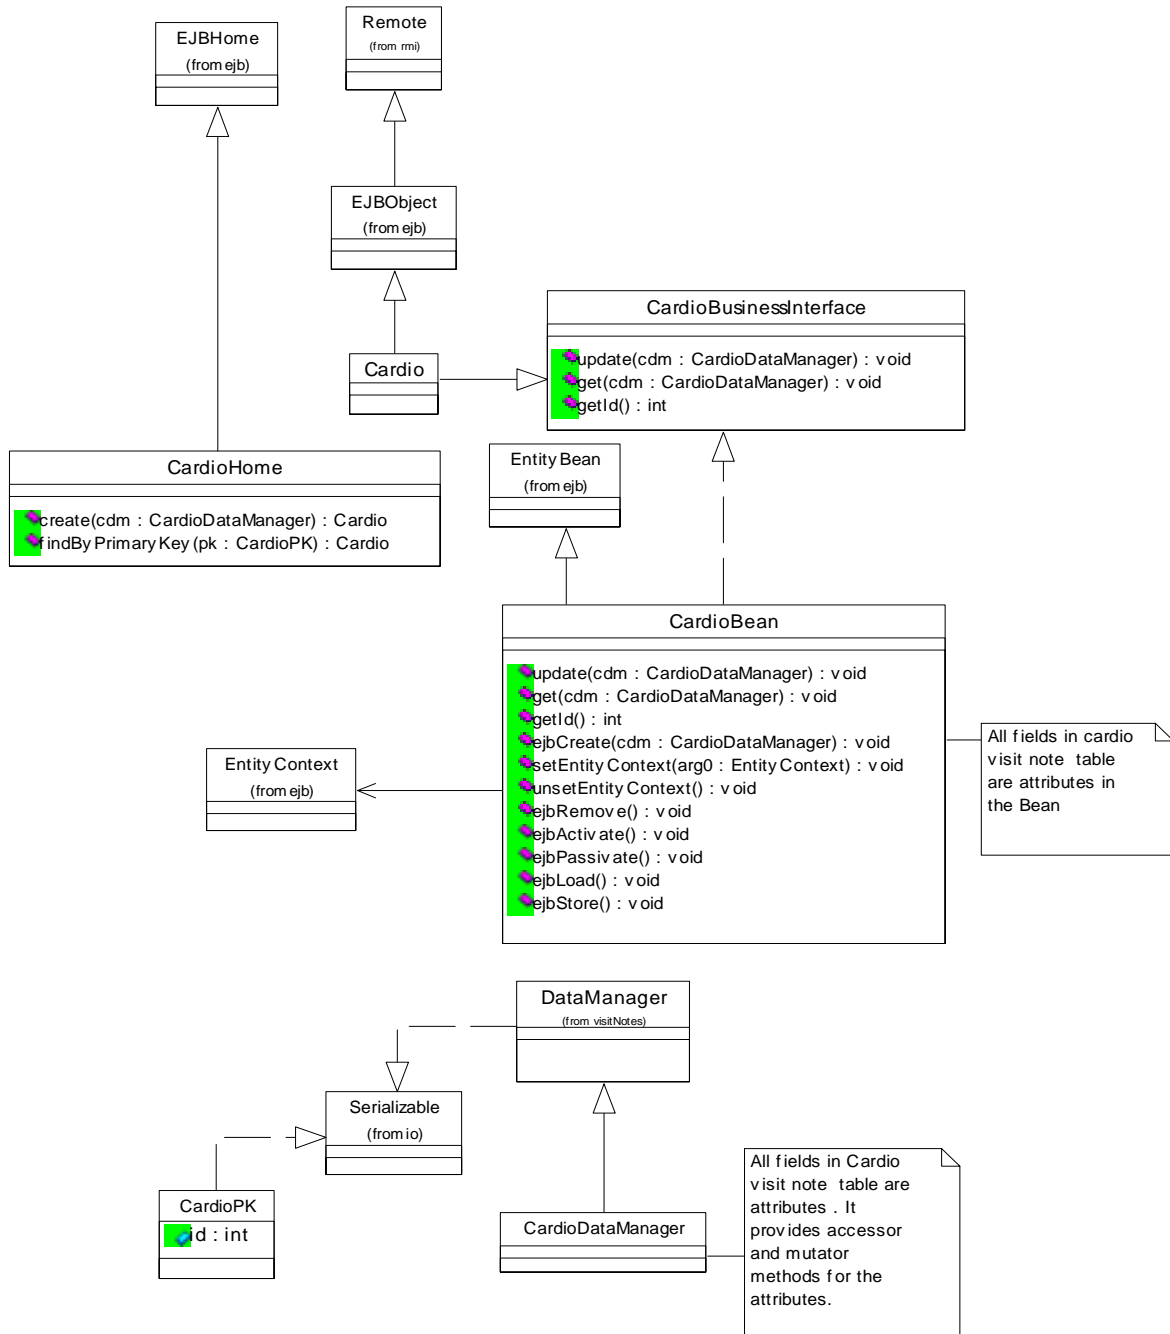 Remote
(from rmi)
EJBHome
(from ejb)
EJBObject
(from ejb)
CardioBusinessInterface
update(cdm : CardioDataManager) : void
get(cdm : CardioDataManager) : void
getId() : int
Cardio
CardioHome
create(cdm : CardioDataManager) : Cardio
findByPrimaryKey(pk : CardioPK) : Cardio
EntityBean
(from ejb)
CardioBean
update(cdm : CardioDataManager) : void
get(cdm : CardioDataManager) : void
getId() : int
ejbCreate(cdm : CardioDataManager) : void
setEntityContext(arg0 : EntityContext) : void
unsetEntityContext() : void
ejbRemove() : void
ejbActivate() : void
ejbPassivate() : void
ejbLoad() : void
ejbStore() : void
All fields in cardio
visit note table
are attributes in
the Bean
EntityContext
(from ejb)
DataManager
(from visitNotes)
Serializable
(from io)
CardioPK
id : int
CardioDataManager
All fields in Cardio
visit note table are
attributes . It
provides accessor
and mutator
methods for the
attributes.